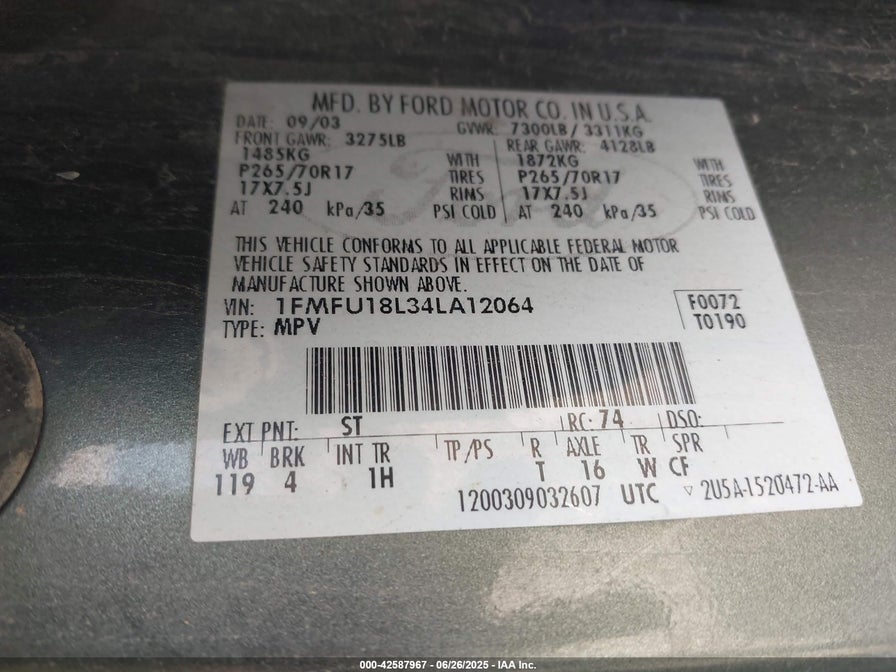 MFD. BY FORD MOTOR CO. IN U.S.A.
DATE: 09/03 GVWR: 7300LB / 3311KG
FRONT GAWR: 3275LB REAR GAWR: 4128LB
1485KG WITH 1872KG WITH
P265/70R17 TIRES P265/70R17 TIRES
17X7.5J RIMS 17X7.5J RIMS
AT 240 kPa/35 PSI COLD AT 240 kPa/35 PSI COLD
Ford
THIS VEHICLE CONFORMS TO ALL APPLICABLE FEDERAL MOTOR
VEHICLE SAFETY STANDARDS IN EFFECT ON THE DATE OF
MANUFACTURE SHOWN ABOVE.
VIN: 1FMFU18L34LA12064 F0072
TYPE: MPV T0190
EXT PNT: ST RC: 74 DSO:
WB BRK INT TR TP/PS R AXLE TR SPR
119 4 1H T 16 W CF
1200309032607 UTC ▽ 2U5A-1520472-AA
000-42587967 - 06/26/2025 - IAA Inc.